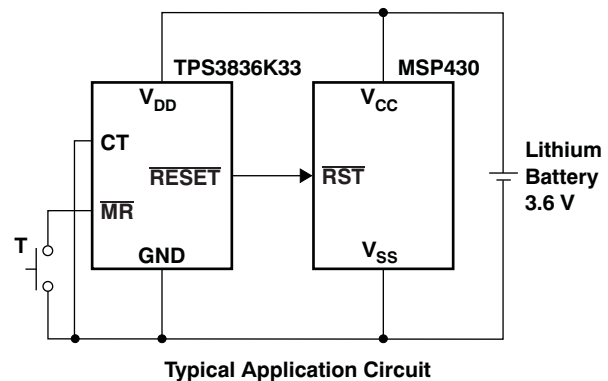 TPS3836K33
MSP430
V_DD
V_CC
CT
RESET
RST
MR
GND
V_SS
T
Lithium
Battery
3.6 V
Typical Application Circuit